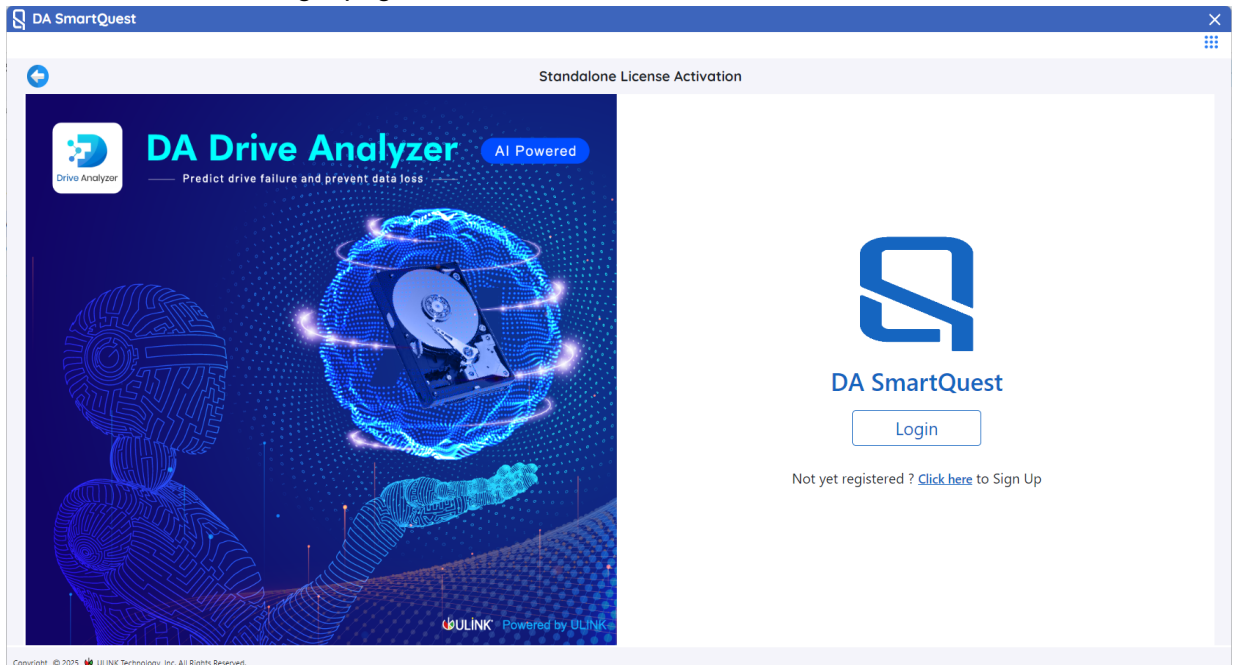 DA SmartQuest
Standalone License Activation
DA Drive Analyzer
AI Powered
Drive Analyzer
Predict drive failure and prevent data loss
DA SmartQuest
Login
Not yet registered ? Click here to Sign Up
ULINK Powered by ULINK
Copyright © 2025 ULINK Technology, Inc. All Rights Reserved.